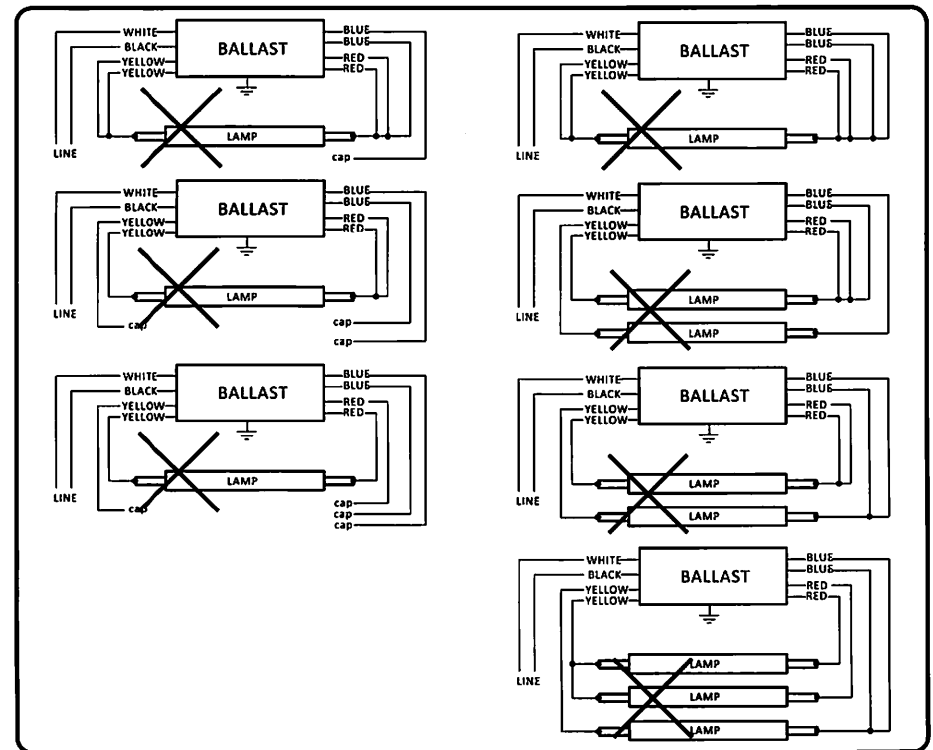 WHITE
BLACK
YELLOW
YELLOW
BALLAST
BLUE
BLUE
RED
RED
LAMP
LINE
cap
WHITE
BLACK
YELLOW
YELLOW
BALLAST
BLUE
BLUE
RED
RED
LAMP
LINE
cap
cap
cap
WHITE
BLACK
YELLOW
YELLOW
BALLAST
BLUE
BLUE
RED
RED
LAMP
LINE
cap
cap
cap
cap
WHITE
BLACK
YELLOW
YELLOW
BALLAST
BLUE
BLUE
RED
RED
LAMP
LINE
WHITE
BLACK
YELLOW
YELLOW
BALLAST
BLUE
BLUE
RED
RED
LAMP
LAMP
LINE
WHITE
BLACK
YELLOW
YELLOW
BALLAST
BLUE
BLUE
RED
RED
LAMP
LAMP
LINE
WHITE
BLACK
YELLOW
YELLOW
BALLAST
BLUE
BLUE
RED
RED
LAMP
LAMP
LAMP
LINE